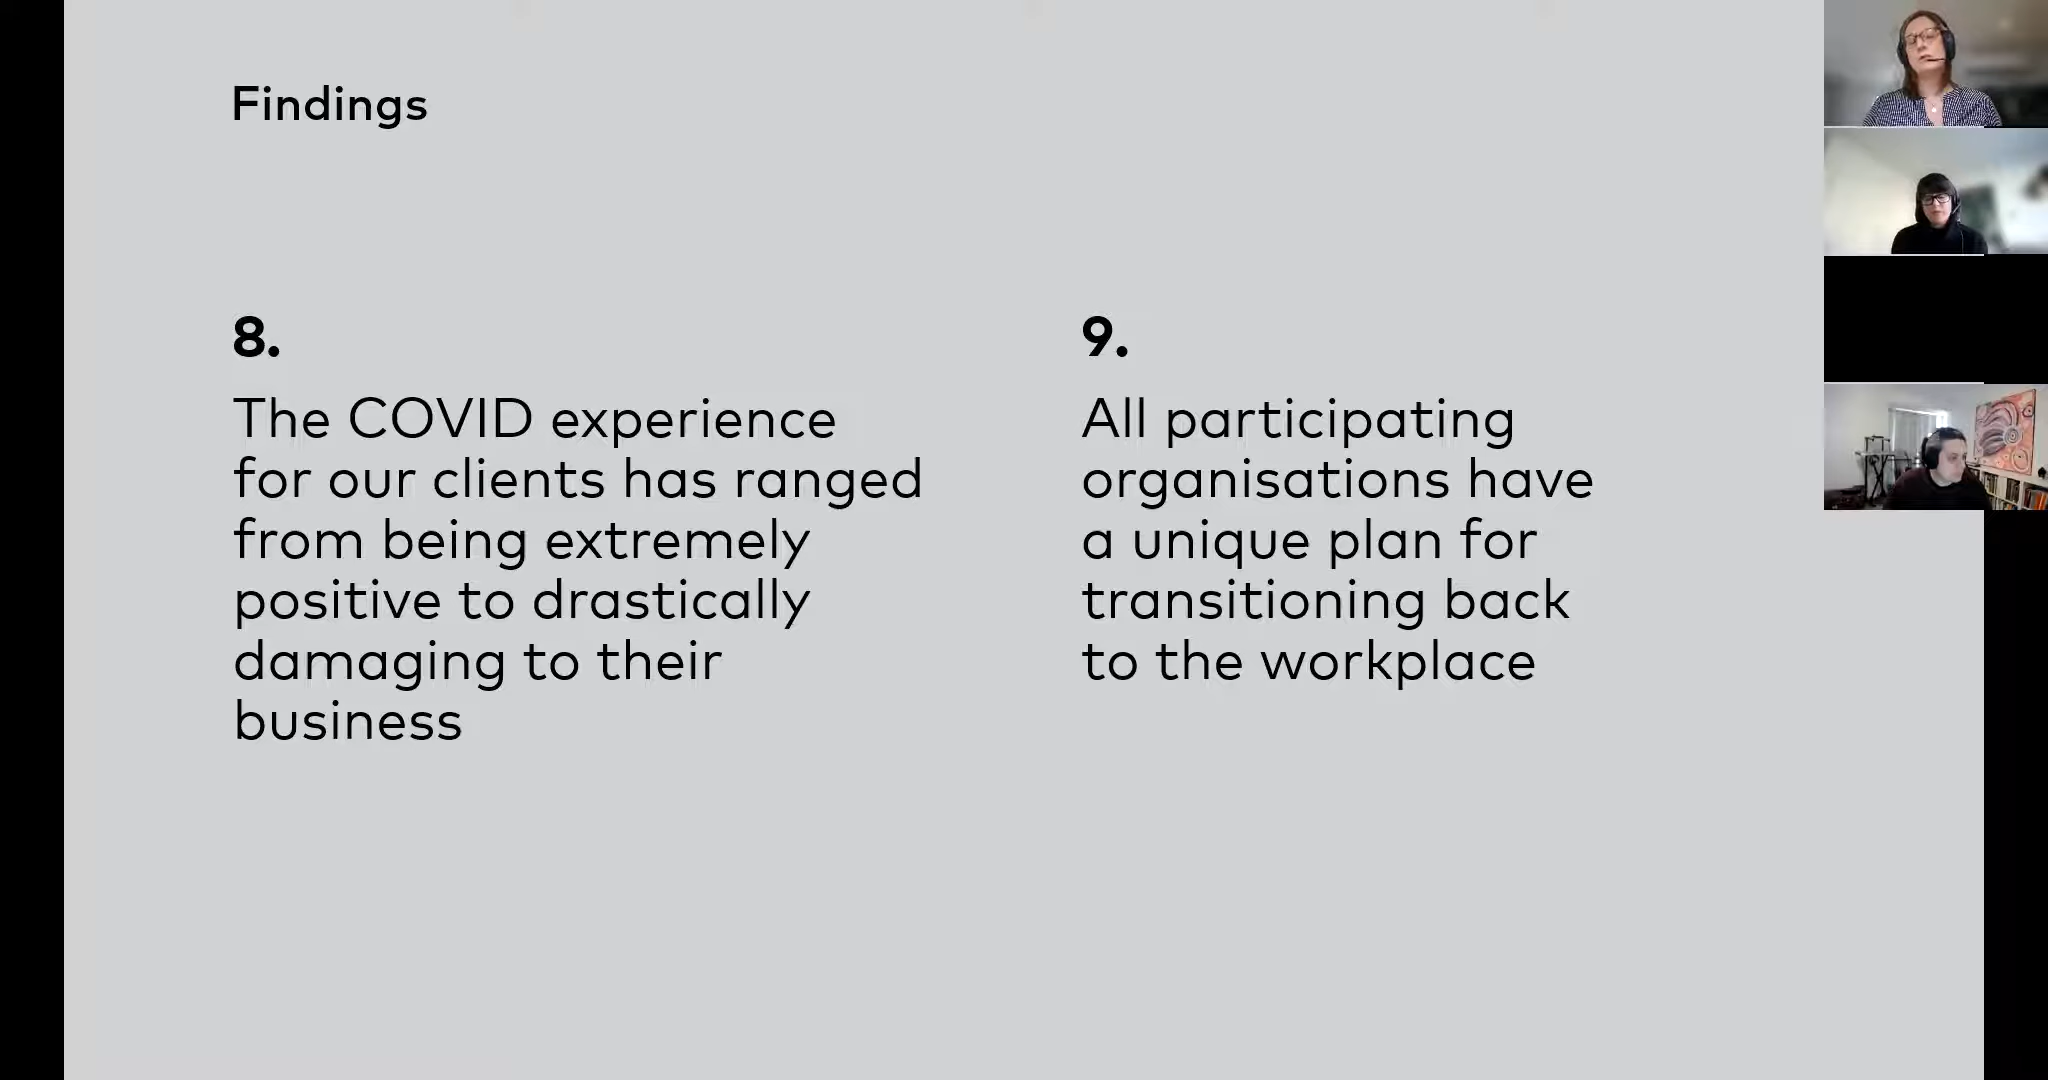 Findings
8.
The COVID experience
for our clients has ranged
from being extremely
positive to drastically
damaging to their
business
9.
All participating
organisations have
a unique plan for
transitioning back
to the workplace